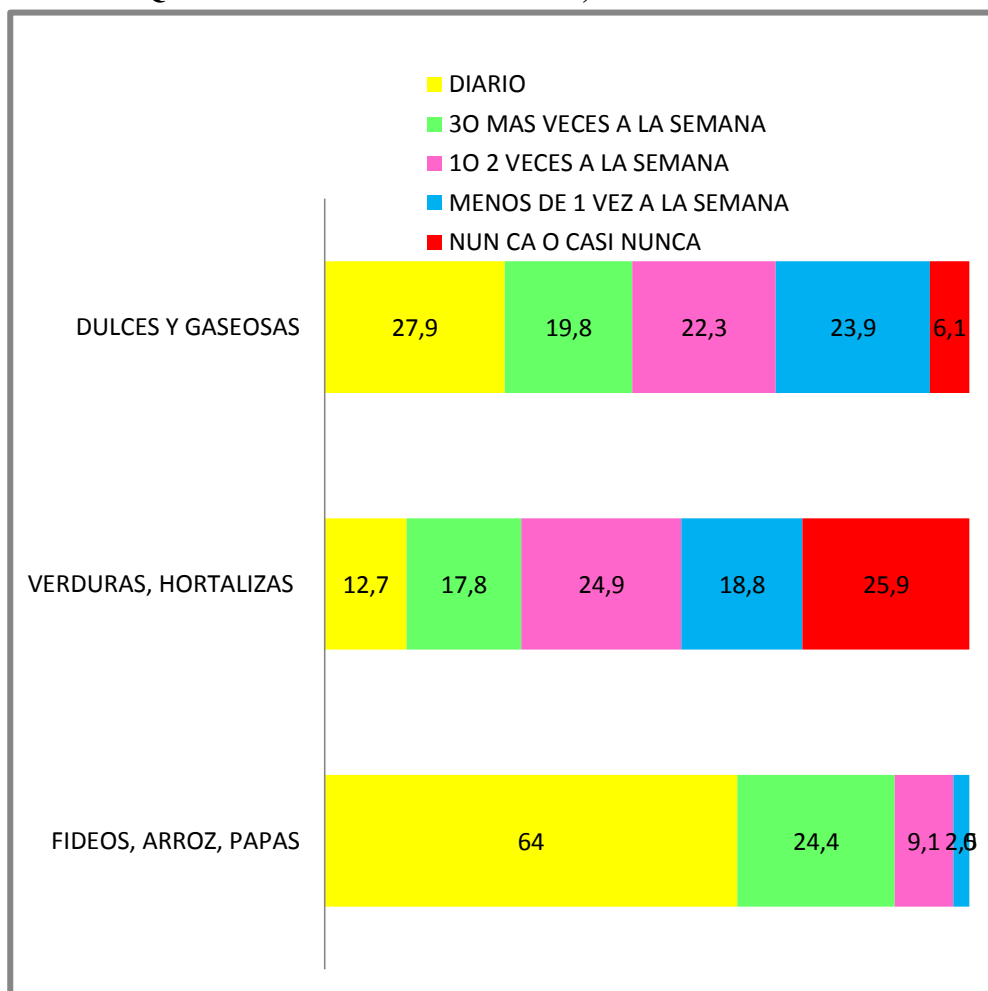 DIARIO
3O MAS VECES A LA SEMANA
1O 2 VECES A LA SEMANA
MENOS DE 1 VEZ A LA SEMANA
NUN CA O CASI NUNCA
DULCES Y GASEOSAS 27,9 19,8 22,3 23,9 6,1
VERDURAS, HORTALIZAS 12,7 17,8 24,9 18,8 25,9
FIDEOS, ARROZ, PAPAS 64 24,4 9,1